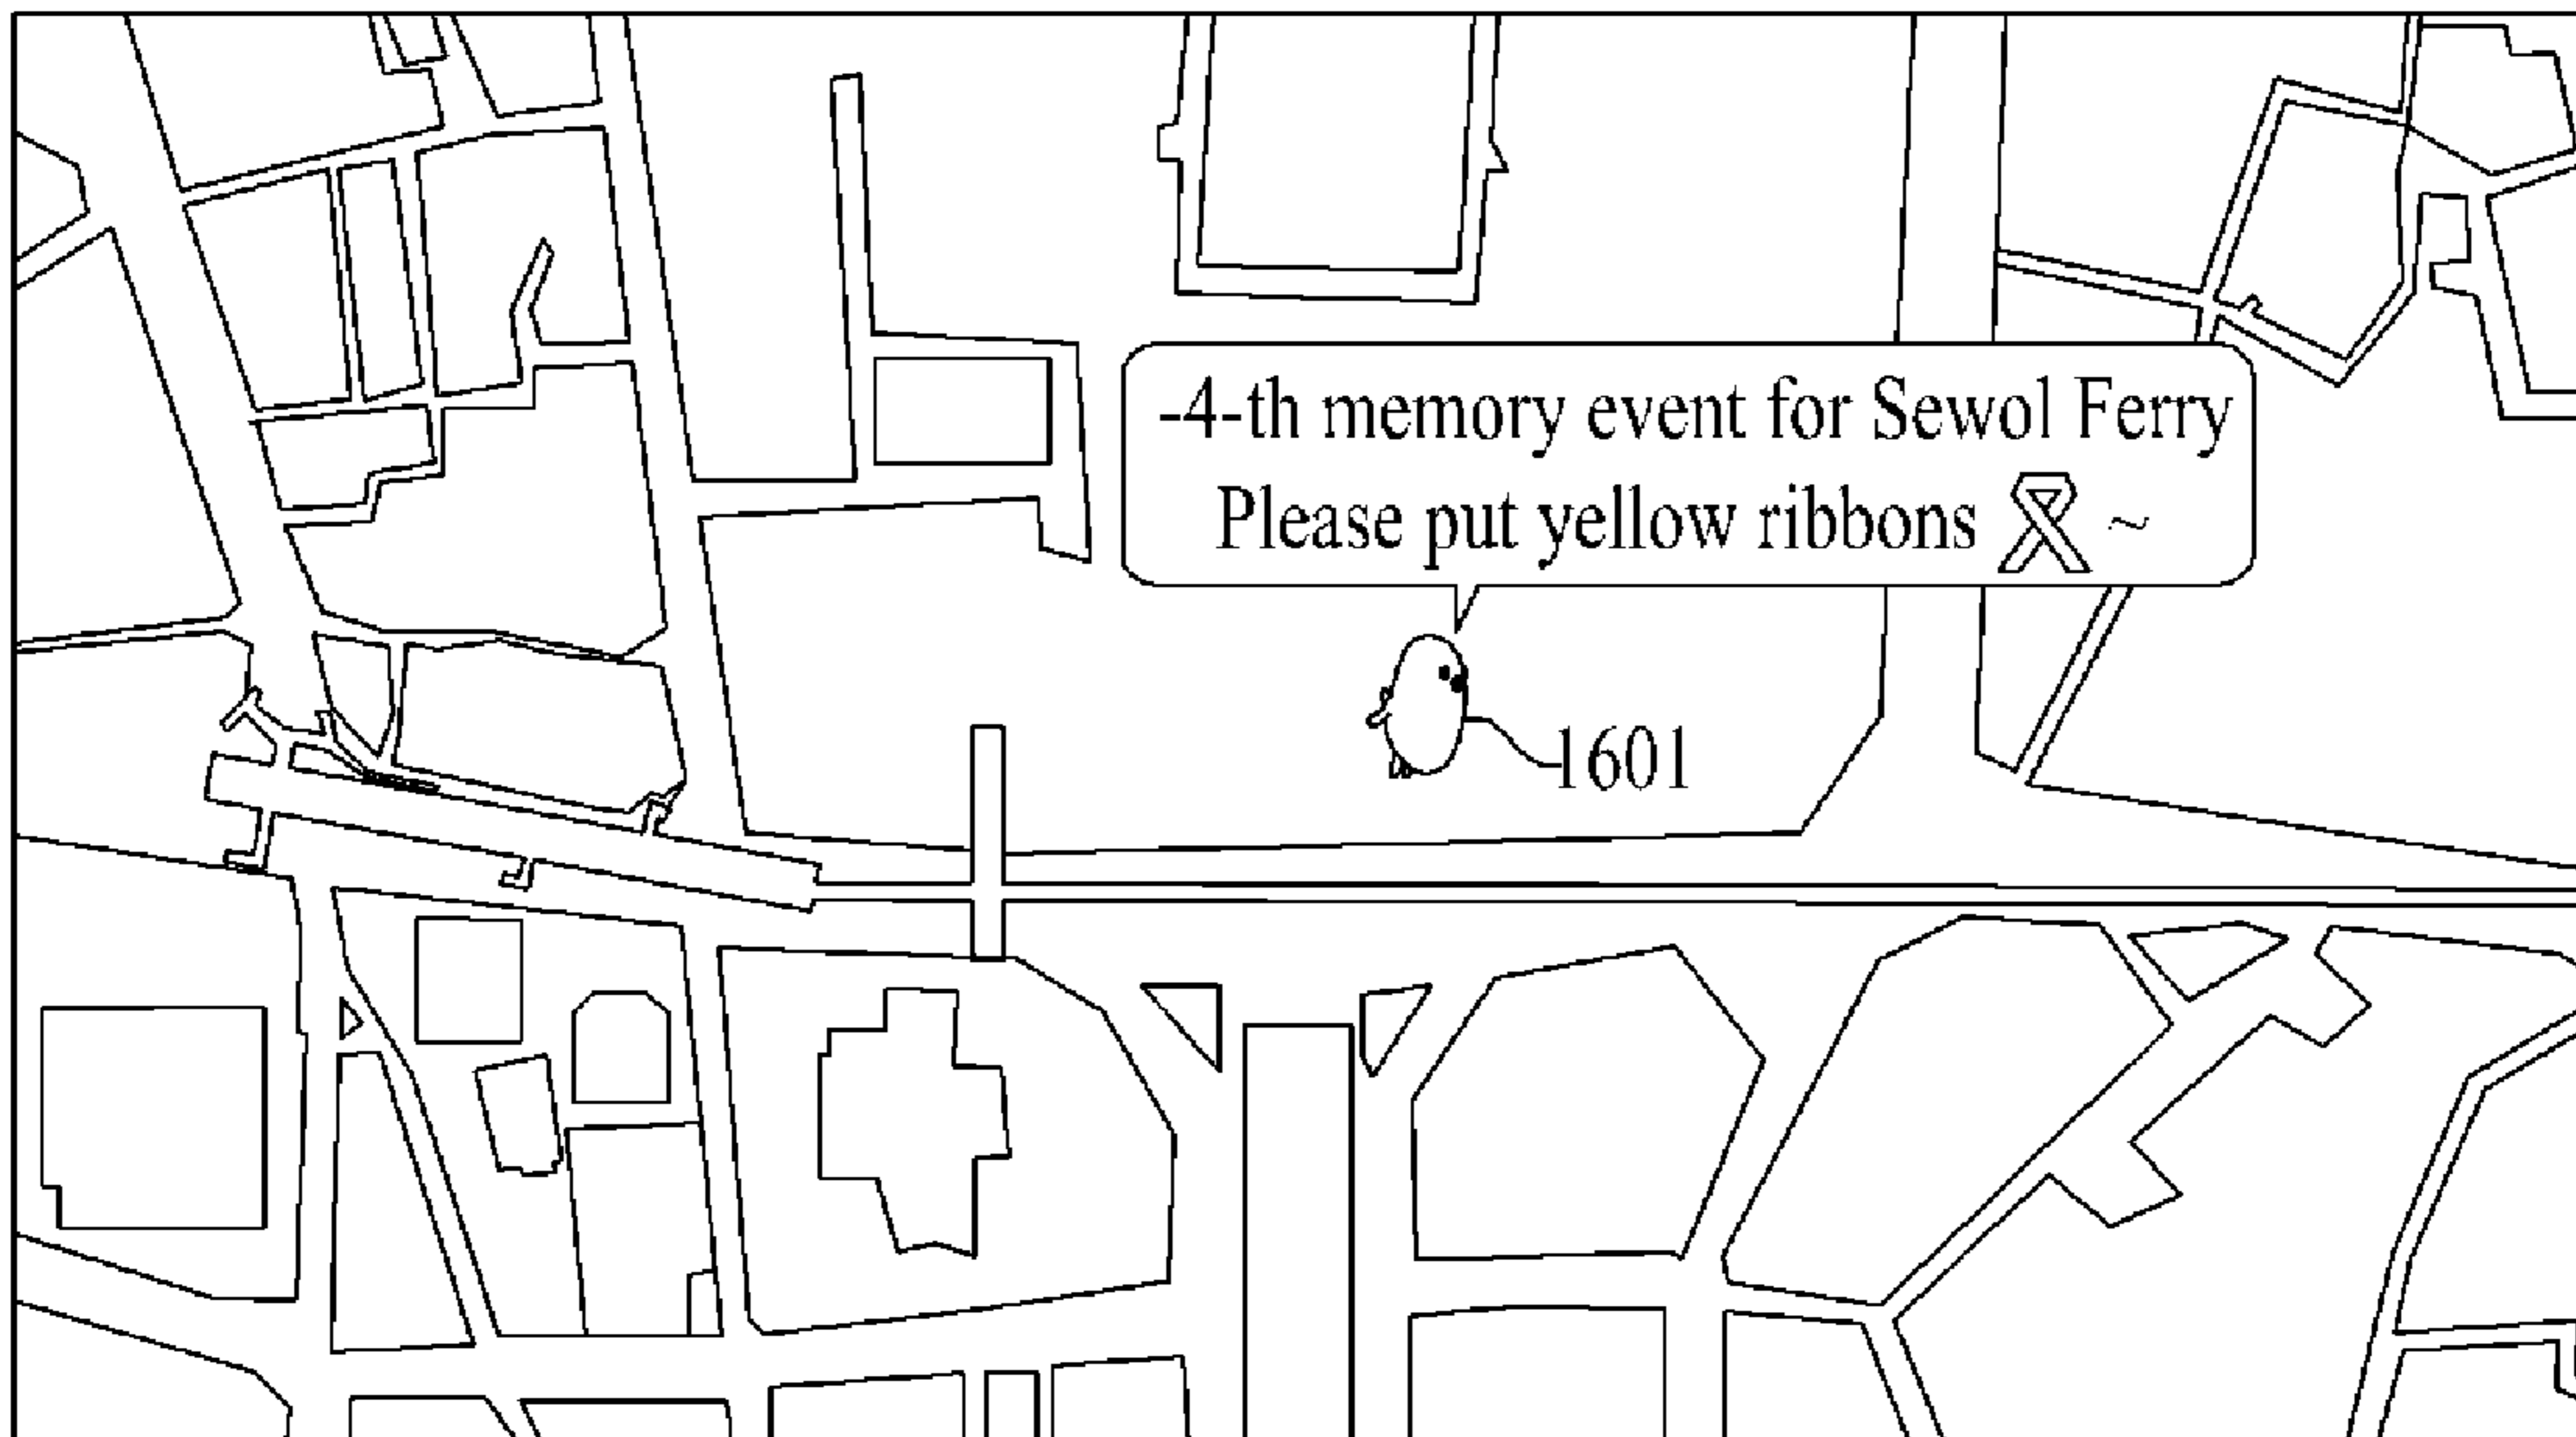 -4-th memory event for Sewol Ferry
Please put yellow ribbons ~
1601